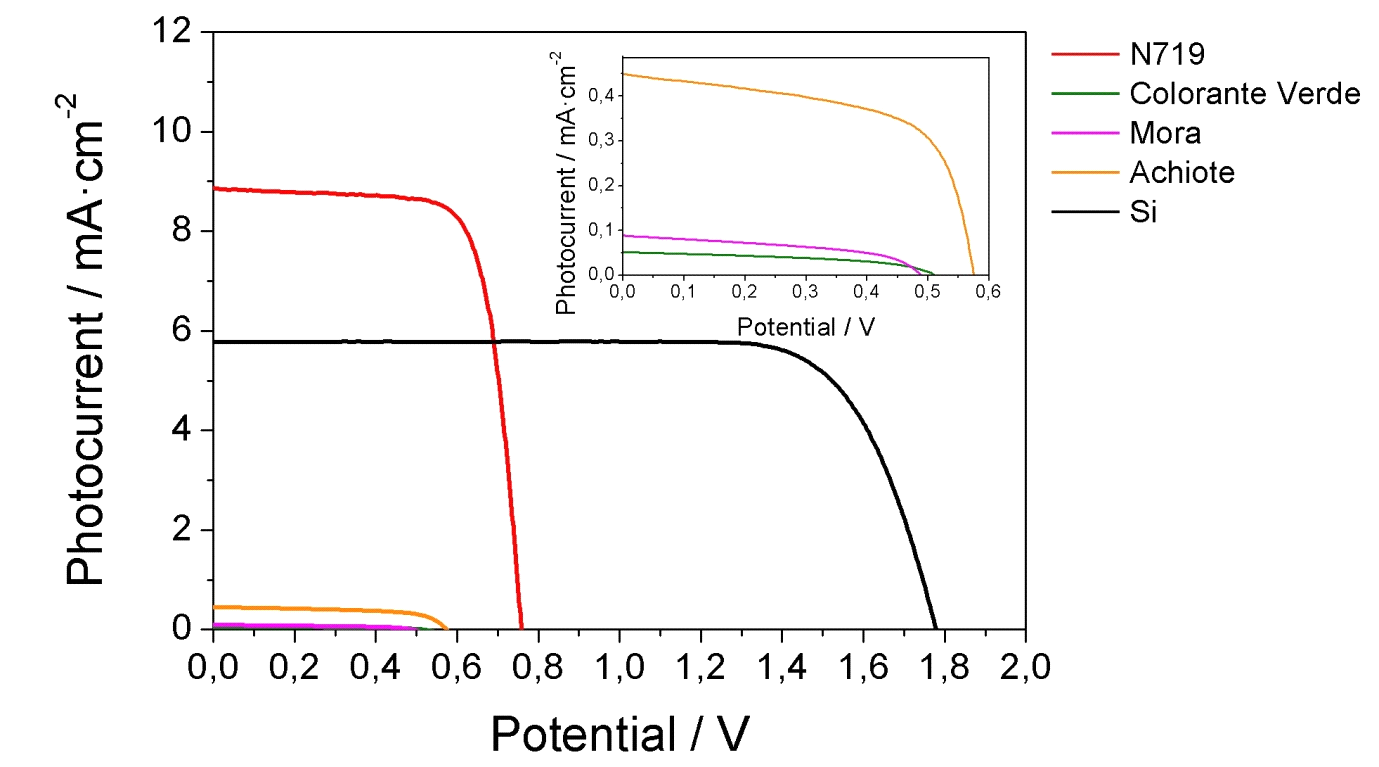 12
10
8
6
4
2
0
Photocurrent / mA·cm-2
0,0 0,2 0,4 0,6 0,8 1,0 1,2 1,4 1,6 1,8 2,0
Potential / V
0,4
0,3
0,2
0,1
0,0
Photocurrent / mA·cm-2
0,0 0,1 0,2 0,3 0,4 0,5 0,6
Potential / V
N719
Colorante Verde
Mora
Achiote
Si